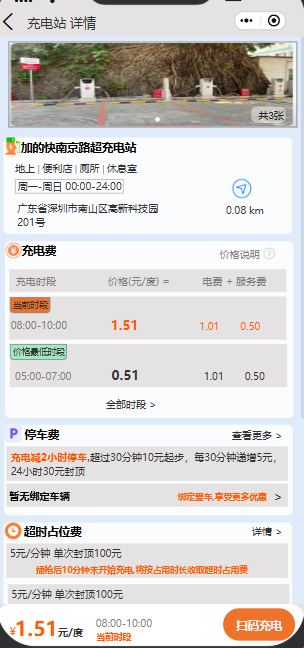 充电站 详情
共3张
加的快南京路超充电站
地上 | 便利店 | 厕所 | 休息室
周一-周日 00:00-24:00
广东省深圳市南山区高新科技园
201号
0.08 km
充电费
价格说明 ?
充电时段 价格(元/度) = 电费 + 服务费
当前时段
08:00-10:00 1.51 1.01 0.50
价格最低时段
05:00-07:00 0.51 1.01 0.50
全部时段 >
P 停车费 查看更多 >
充电减2小时停车,超过30分钟10元起步，每30分钟递增5元，
24小时30元封顶
暂无绑定车辆 绑定爱车,享受更多优惠 >
超时占位费 详情 >
5元/分钟 单次封顶100元
插枪后10分钟未开始充电,将按占用时长收取超时占用费
5元/分钟 单次封顶100元
¥1.51元/度 08:00-10:00
当前时段
扫码充电